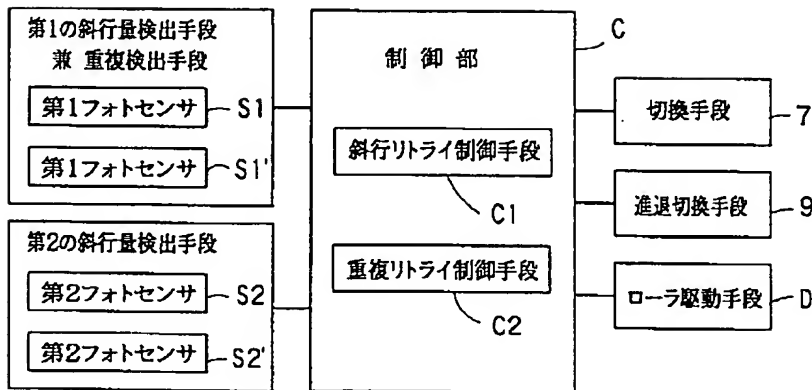 第1の斜行量検出手段
兼 重複検出手段
第1フォトセンサ
S1
第1フォトセンサ
S1'
第2の斜行量検出手段
第2フォトセンサ
S2
第2フォトセンサ
S2'
制御部
C
斜行リトライ制御手段
C1
重複リトライ制御手段
C2
切換手段
7
進退切換手段
9
ローラ駆動手段
D